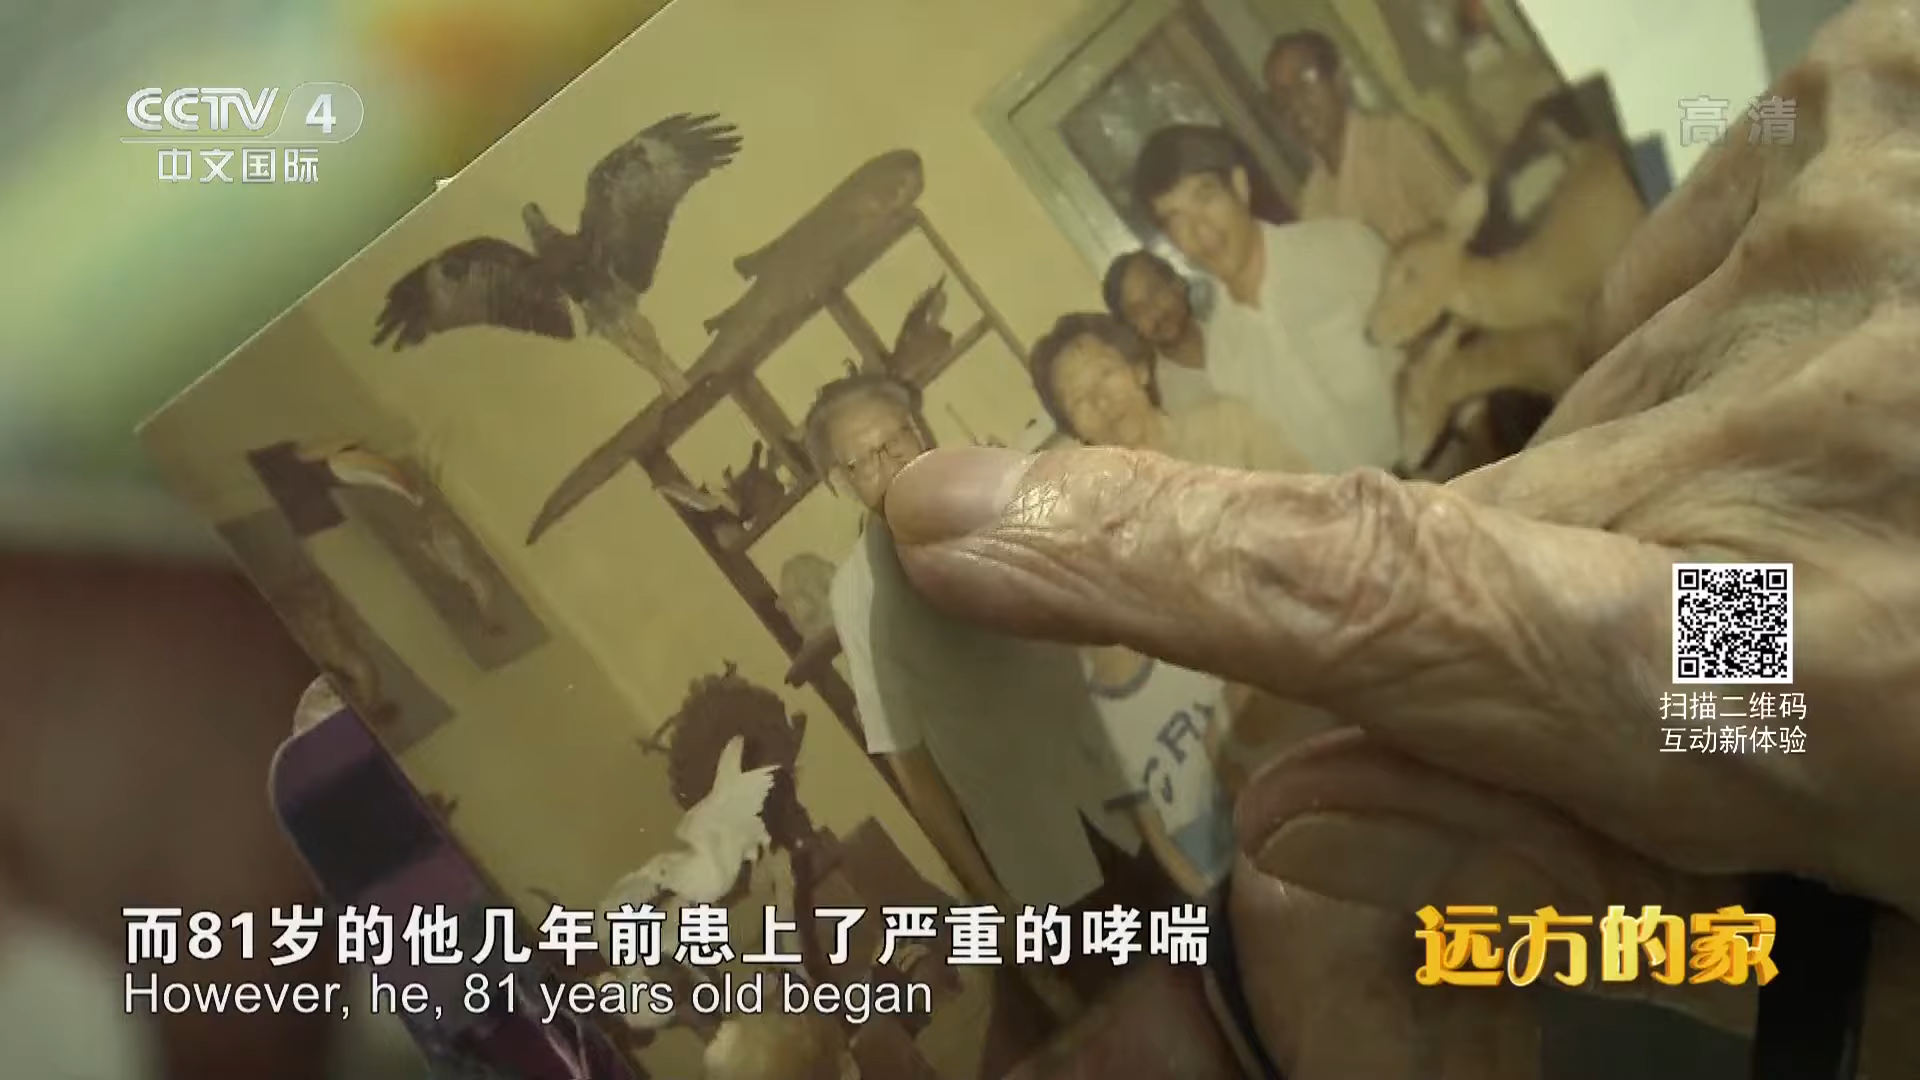 CCTV 4
中文国际
高清
扫描二维码
互动新体验
而81岁的他几年前患上了严重的哮喘
However, he, 81 years old began
远方的家